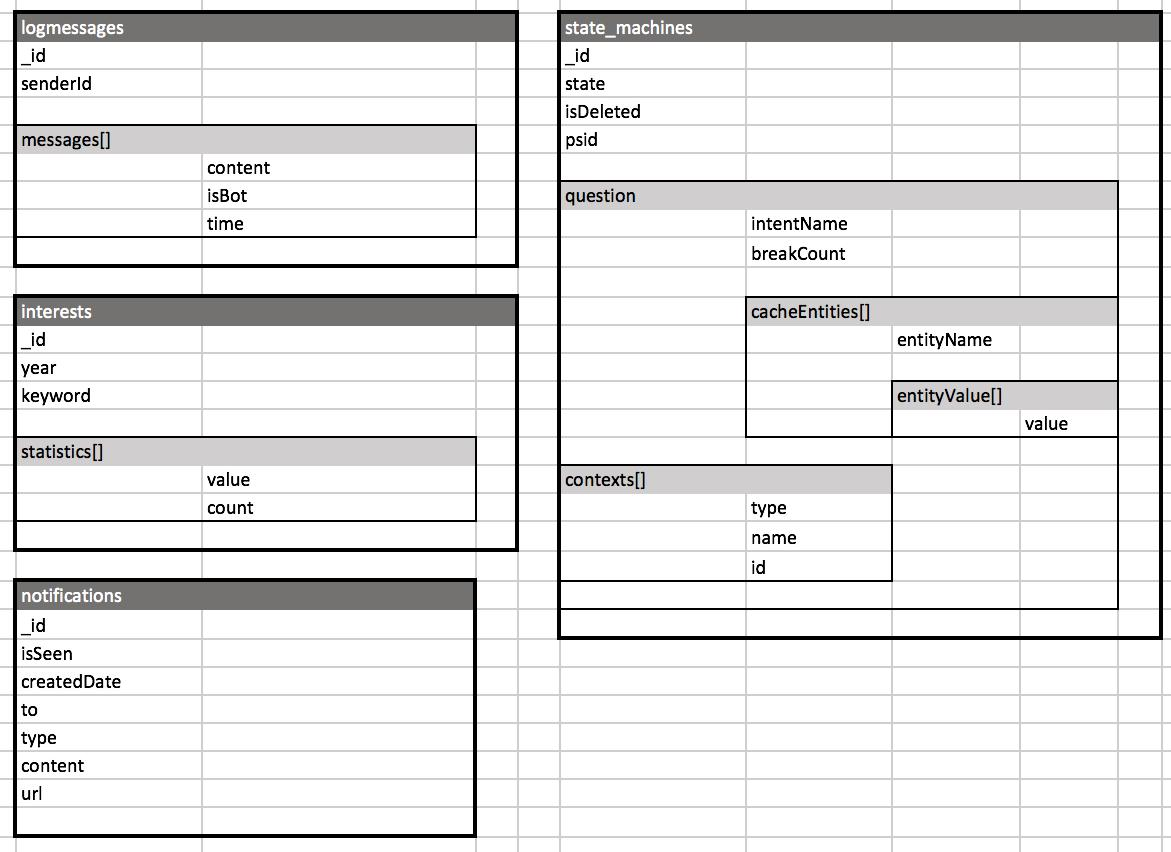 logmessages
_id
senderId
messages[]
content
isBot
time
interests
_id
year
keyword
statistics[]
value
count
notifications
_id
isSeen
createdDate
to
type
content
url
state_machines
_id
state
isDeleted
psid
question
intentName
breakCount
cacheEntities[]
entityName
entityValue[]
value
contexts[]
type
name
id